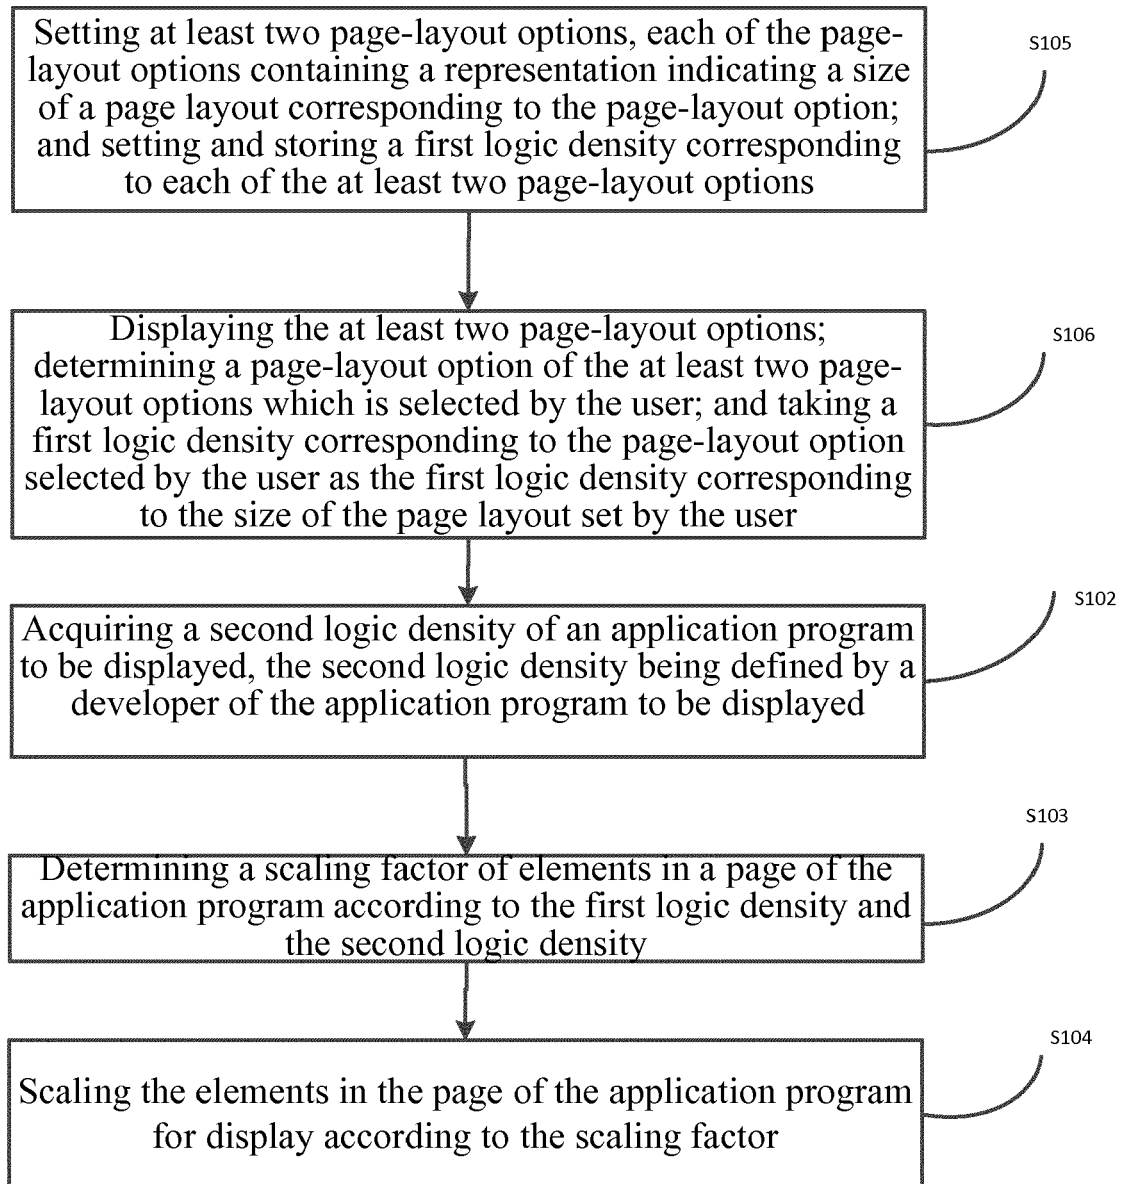 Setting at least two page-layout options, each of the page-
layout options containing a representation indicating a size
of a page layout corresponding to the page-layout option;
and setting and storing a first logic density corresponding
to each of the at least two page-layout options
S105
Displaying the at least two page-layout options;
determining a page-layout option of the at least two page-
layout options which is selected by the user; and taking a
first logic density corresponding to the page-layout option
selected by the user as the first logic density corresponding
to the size of the page layout set by the user
S106
Acquiring a second logic density of an application program
to be displayed, the second logic density being defined by a
developer of the application program to be displayed
S102
Determining a scaling factor of elements in a page of the
application program according to the first logic density and
the second logic density
S103
Scaling the elements in the page of the application program
for display according to the scaling factor
S104